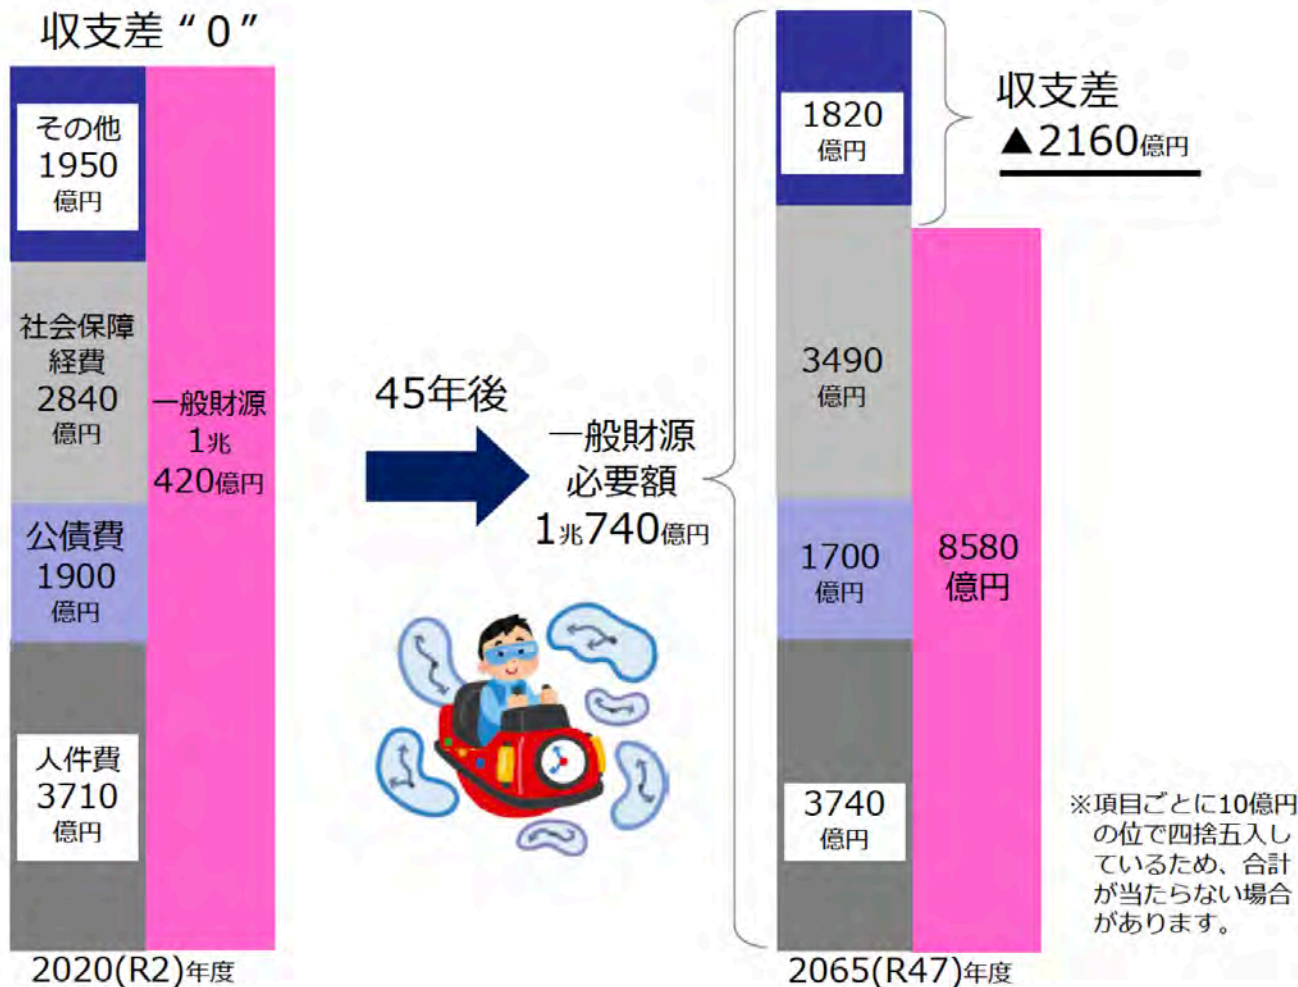 収支差 “0”
その他
1950
億円
社会保障
経費
2840
億円
公債費
1900
億円
人件費
3710
億円
一般財源
1兆
420億円
2020(R2)年度
45年後
一般財源
必要額
1兆740億円
1820
億円
3490
億円
1700
億円
3740
億円
8580
億円
収支差
▲2160億円
2065(R47)年度
※項目ごとに10億円
の位で四捨五入し
ているため、合計
が当たらない場合
があります。